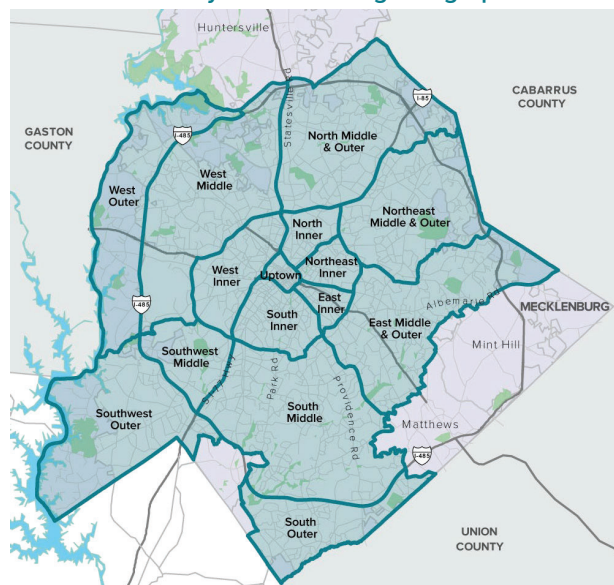 Huntersville
Statesville Rd
I-85
CABARRUS
COUNTY
GASTON
COUNTY
I-485
North Middle
& Outer
West
Outer
West
Middle
Northeast
Middle & Outer
North
Inner
Northeast
Inner
West
Inner
Uptown
East
Inner
South
Inner
I-485
Albemarle Rd
MECKLENBURG
East Middle
& Outer
Mint Hill
Southwest
Middle
Park Rd
Providence Rd
Southwest
Outer
South
Middle
Matthews
I-485
South
Outer
UNION
COUNTY